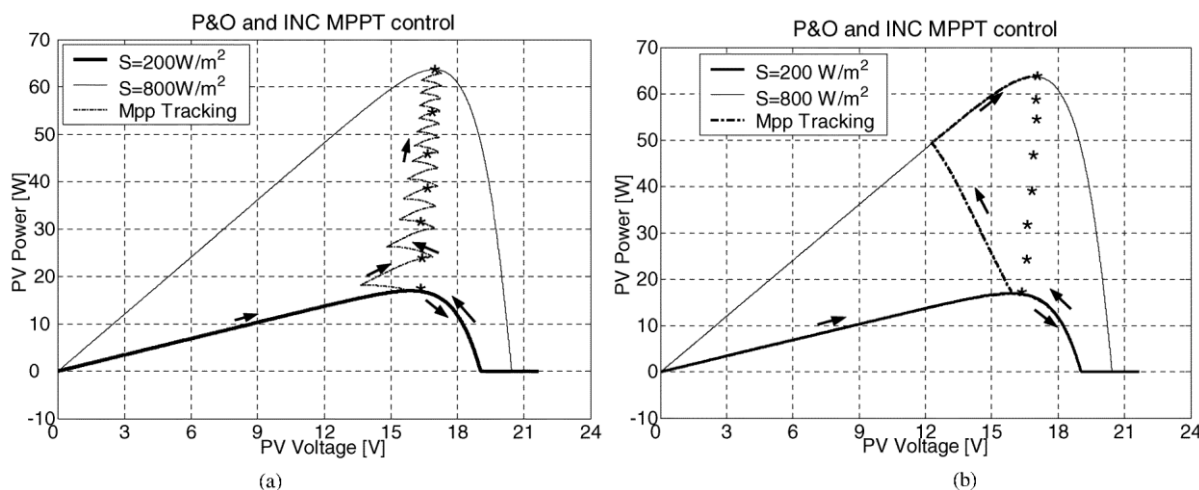 P&O and INC MPPT control
70
60
50
40
30
20
10
0
-10
PV Power [W]
S=200W/m²
S=800W/m²
Mpp Tracking
0 3 6 9 12 15 18 21 24
PV Voltage [V]
(a)
P&O and INC MPPT control
70
60
50
40
30
20
10
0
-10
PV Power [W]
S=200 W/m²
S=800 W/m²
Mpp Tracking
0 3 6 9 12 15 18 21 24
PV Voltage [V]
(b)